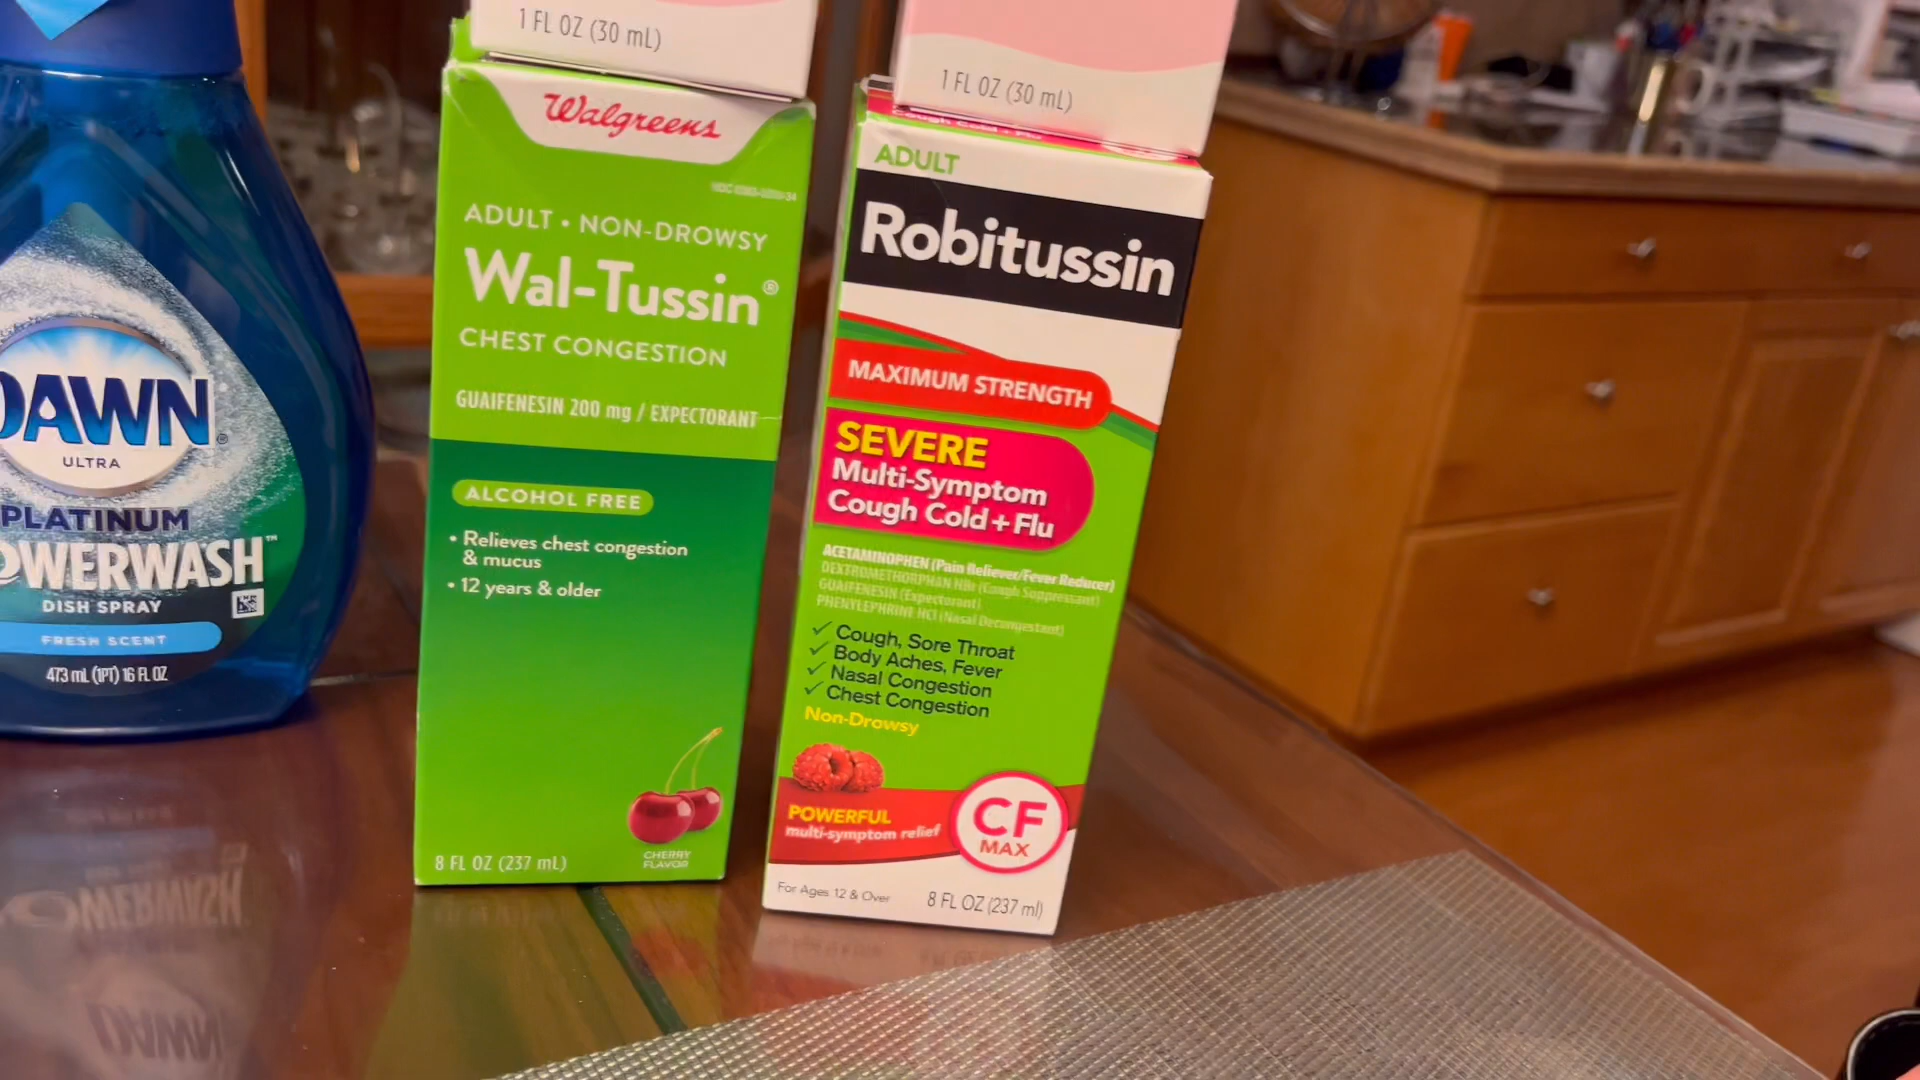 DAWN
ULTRA
PLATINUM
OWERWASH™
DISH SPRAY
FRESH SCENT
473 mL (1PT) 16 FL OZ
1 FL OZ (30 mL)
Walgreens
ADULT • NON-DROWSY
Wal-Tussin®
CHEST CONGESTION
GUAIFENESIN 200 mg / EXPECTORANT
ALCOHOL FREE
• Relieves chest congestion
& mucus
• 12 years & older
CHERRY
FLAVOR
8 FL OZ (237 mL)
1 FL OZ (30 mL)
Cough Cold + Flu
ADULT
Robitussin
MAXIMUM STRENGTH
SEVERE
Multi-Symptom
Cough Cold + Flu
ACETAMINOPHEN (Pain Reliever/Fever Reducer)
DEXTROMETHORPHAN HBr (Cough Suppressant)
GUAIFENESIN (Expectorant)
PHENYLEPHRINE HCl (Nasal Decongestant)
✓ Cough, Sore Throat
✓ Body Aches, Fever
✓ Nasal Congestion
✓ Chest Congestion
Non-Drowsy
POWERFUL
multi-symptom relief
CF
MAX
For Ages 12 & Over
8 FL OZ (237 ml)